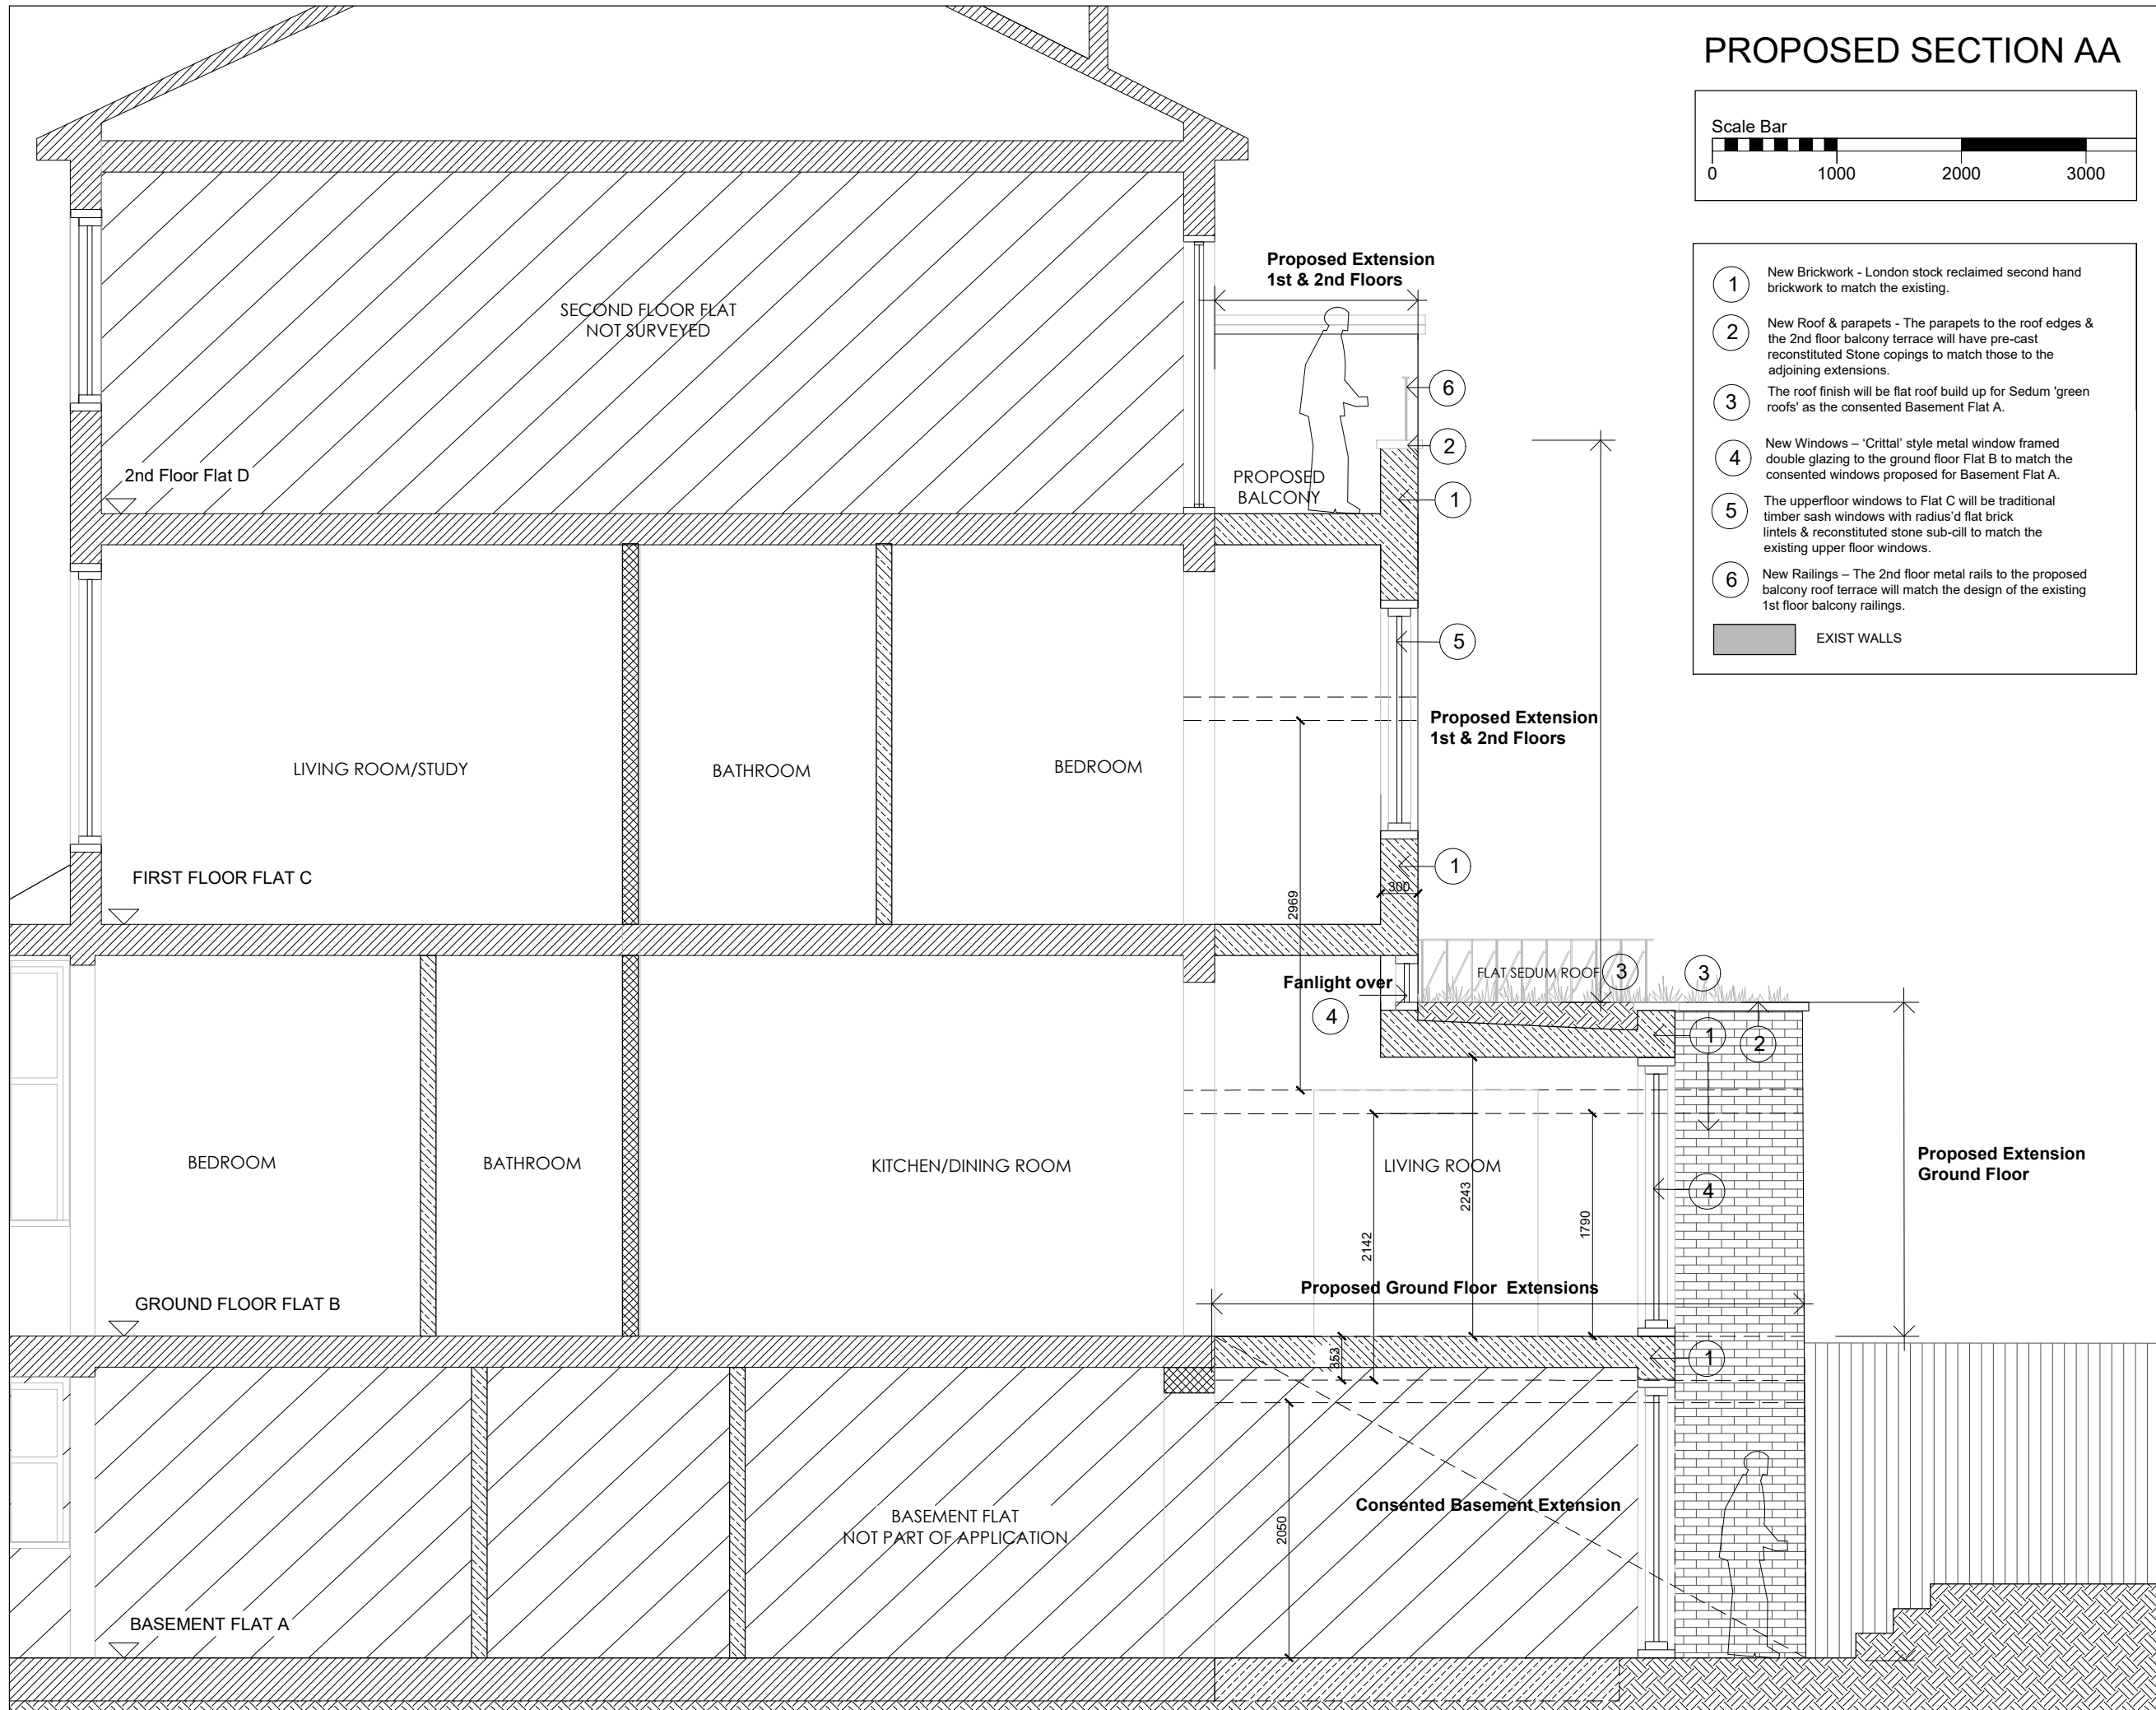 PROPOSED SECTION AA
Scale Bar
0 1000 2000 3000
1 New Brickwork - London stock reclaimed second hand
brickwork to match the existing.
2 New Roof & parapets - The parapets to the roof edges &
the 2nd floor balcony terrace will have pre-cast
reconstituted Stone copings to match those to the
adjoining extensions.
3 The roof finish will be flat roof build up for Sedum 'green
roofs' as the consented Basement Flat A.
4 New Windows – ‘Crittal’ style metal window framed
double glazing to the ground floor Flat B to match the
consented windows proposed for Basement Flat A.
5 The upperfloor windows to Flat C will be traditional
timber sash windows with radius’d flat brick
lintels & reconstituted stone sub-cill to match the
existing upper floor windows.
6 New Railings – The 2nd floor metal rails to the proposed
balcony roof terrace will match the design of the existing
1st floor balcony railings.
EXIST WALLS
Proposed Extension
1st & 2nd Floors
SECOND FLOOR FLAT
NOT SURVEYED
6
2
2nd Floor Flat D
PROPOSED
BALCONY
1
5
Proposed Extension
1st & 2nd Floors
LIVING ROOM/STUDY
BATHROOM
BEDROOM
1
FIRST FLOOR FLAT C
300
2969
FLAT SEDUM ROOF
3
3
Fanlight over
4
1
2
BEDROOM
BATHROOM
KITCHEN/DINING ROOM
LIVING ROOM
Proposed Extension
Ground Floor
4
2243
1790
2142
Proposed Ground Floor Extensions
GROUND FLOOR FLAT B
353
1
Consented Basement Extension
BASEMENT FLAT
NOT PART OF APPLICATION
2050
BASEMENT FLAT A